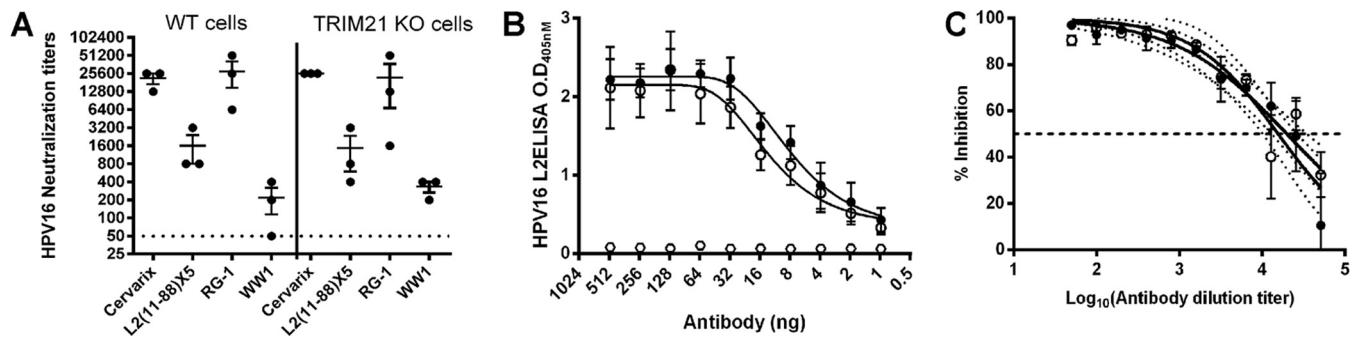 A
WT cells
TRIM21 KO cells
HPV16 Neutralization titers
102400
51200
25600
12800
6400
3200
1600
800
400
200
100
50
25
Cervarix
L2(11-88)X5
RG-1
WW1
Cervarix
L2(11-88)X5
RG-1
WW1
B
HPV16 L2ELISA O.D405nM
3
2
1
0
1024
512
256
128
64
32
16
8
4
2
1
0.5
Antibody (ng)
C
% Inhibition
100
80
60
40
20
0
1
2
3
4
5
Log10(Antibody dilution titer)